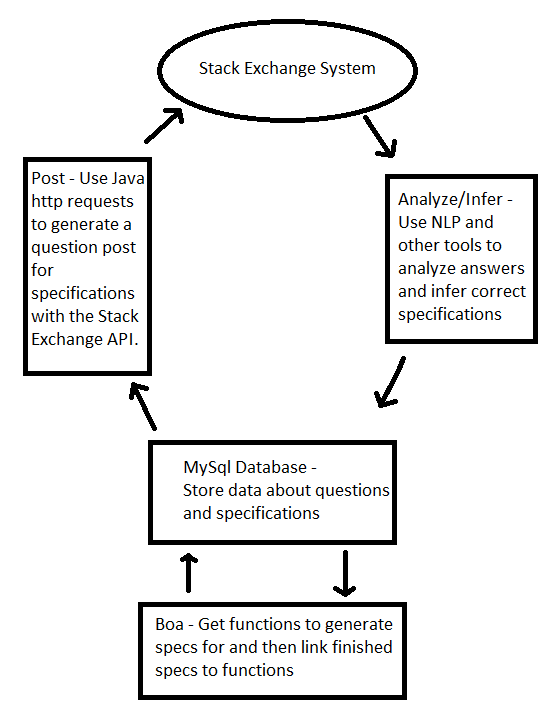 Stack Exchange System
Post - Use Java
http requests
to generate a
question post
for
specifications
with the Stack
Exchange API.
Analyze/Infer -
Use NLP and
other tools to
analyze answers
and infer correct
specifications
MySql Database -
Store data about questions
and specifications
Boa - Get functions to generate
specs for and then link finished
specs to functions